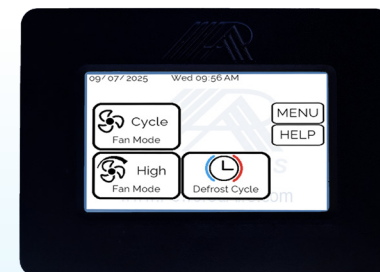 09/07/2025 Wed 09:56 AM
Cycle
Fan Mode
MENU
HELP
High
Fan Mode
Defrost Cycle